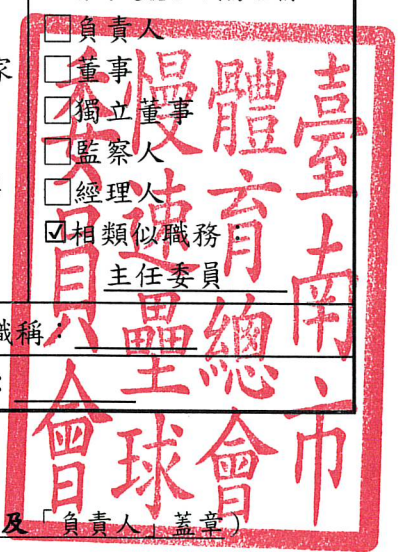 □負責人
家
□董事
□獨立董事
□監察人
□經理人
☑相類似職務：
主任委員
職稱：
：
及「負責人」蓋章）
臺南市
體育總會
慢速壘球
委員會